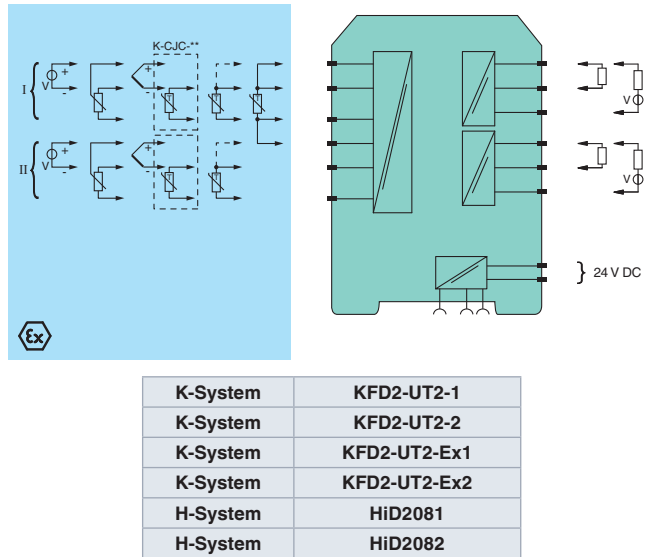 K-CJC-**
I
V
+
-
+
-
II
V
+
-
+
-
V
V
24 V DC
Ex
K-System KFD2-UT2-1
K-System KFD2-UT2-2
K-System KFD2-UT2-Ex1
K-System KFD2-UT2-Ex2
H-System HiD2081
H-System HiD2082